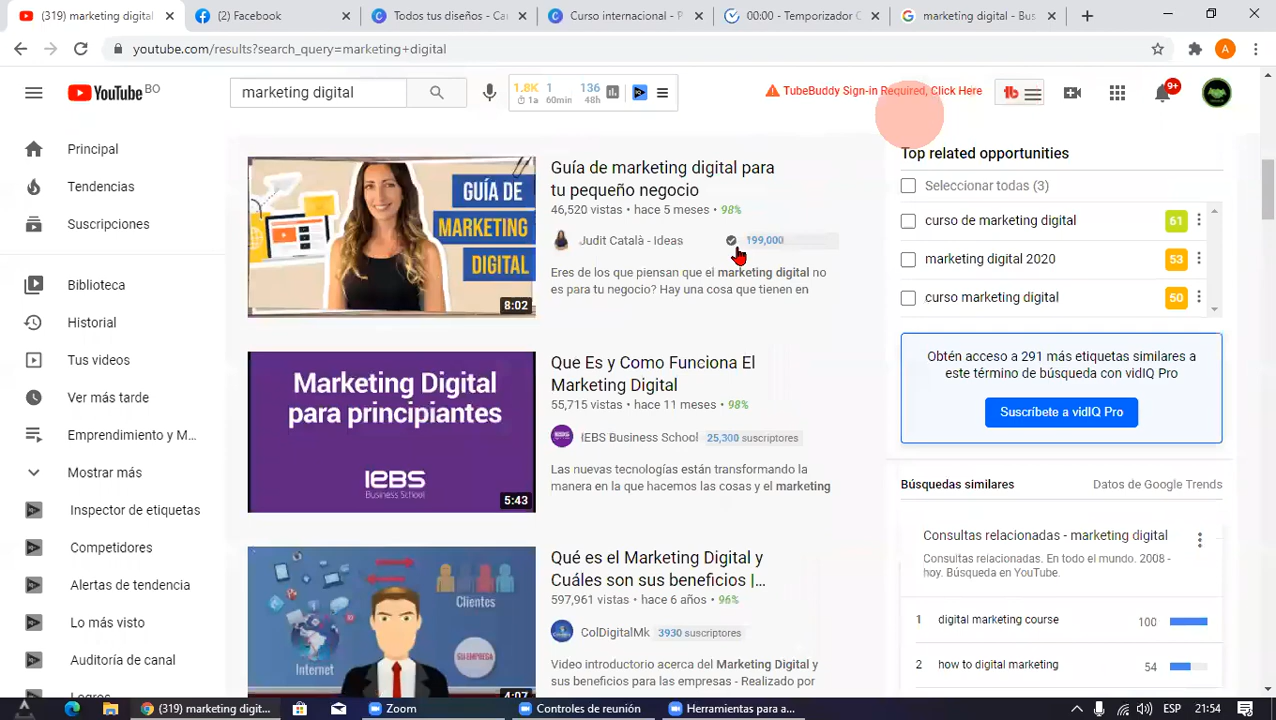 (319) marketing digital
(2) Facebook
Todos tus diseños - Ca
Curso internacional - P
00:00 - Temporizador C
marketing digital - Bus
youtube.com/results?search_query=marketing+digital
A
YouTube BO
marketing digital
1.8K 1 136
1a 60min 48h
TubeBuddy Sign-in Required, Click Here
tb
9+
Principal
Tendencias
Suscripciones
Biblioteca
Historial
Tus videos
Ver más tarde
Emprendimiento y M...
Mostrar más
Inspector de etiquetas
Competidores
Alertas de tendencia
Lo más visto
Auditoría de canal
Logros
GUÍA DE
MARKETING
DIGITAL
8:02
Guía de marketing digital para
tu pequeño negocio
46,520 vistas • hace 5 meses • 98%
Judit Català - Ideas 199,000
Eres de los que piensan que el marketing digital no
es para tu negocio? Hay una cosa que tienen en
Marketing Digital
para principiantes
IEBS
Business School
5:43
Que Es y Como Funciona El
Marketing Digital
55,715 vistas • hace 11 meses • 98%
IEBS Business School 25,300 suscriptores
Las nuevas tecnologías están transformando la
manera en la que hacemos las cosas y el marketing
Clientes
Internet
SU EMPRESA
4:07
Qué es el Marketing Digital y
Cuáles son sus beneficios |...
597,961 vistas • hace 6 años • 96%
ColDigitalMk 3930 suscriptores
Video introductorio acerca del Marketing Digital y
sus beneficios para las empresas - Realizado por
Top related opportunities
Seleccionar todas (3)
curso de marketing digital 61
marketing digital 2020 53
curso marketing digital 50
Obtén acceso a 291 más etiquetas similares a
este término de búsqueda con vidIQ Pro
Suscríbete a vidIQ Pro
Búsquedas similares Datos de Google Trends
Consultas relacionadas - marketing digital
Consultas relacionadas. En todo el mundo. 2008 -
hoy. Búsqueda en YouTube.
1 digital marketing course 100
2 how to digital marketing 54
(319) marketing digit...
Zoom
Controles de reunión
Herramientas para a...
ESP
21:54